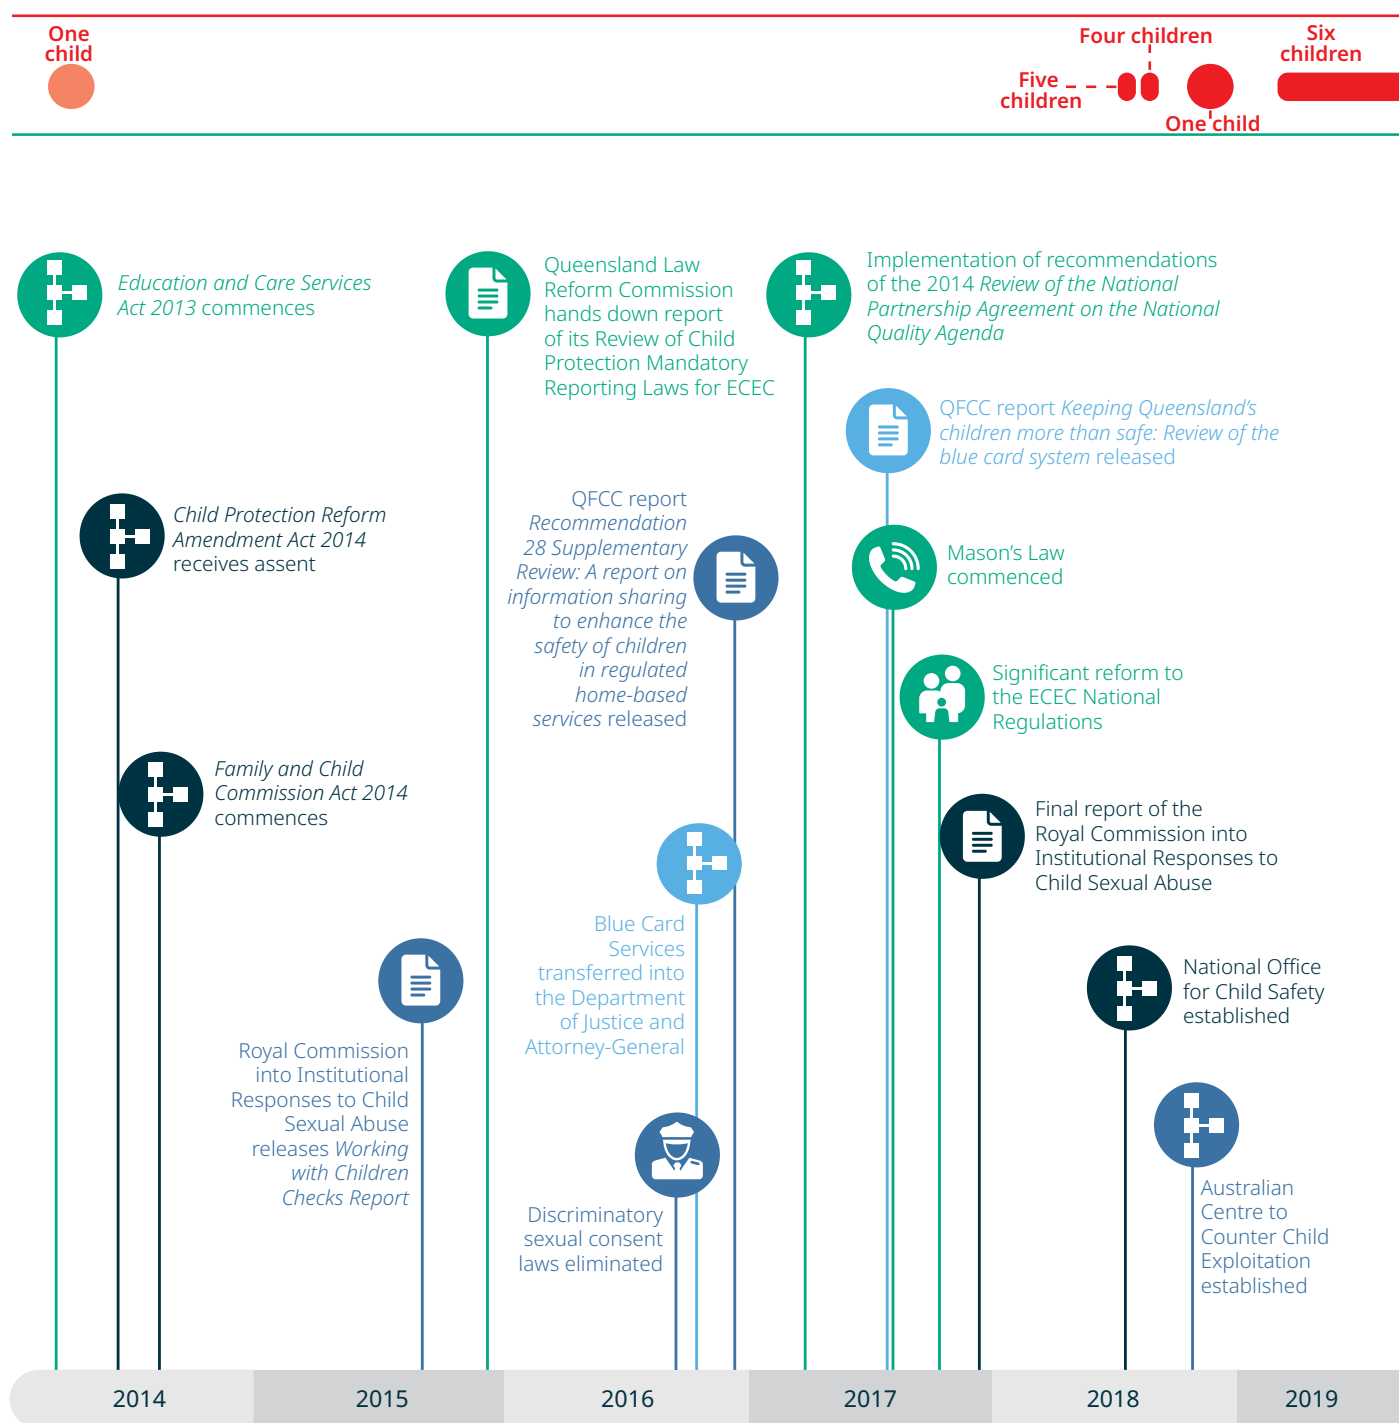 One
child
Four children
Five
children
One child
Six
children
Education and Care Services
Act 2013 commences
Queensland Law
Reform Commission
hands down report
of its Review of Child
Protection Mandatory
Reporting Laws for ECEC
Implementation of recommendations
of the 2014 Review of the National
Partnership Agreement on the National
Quality Agenda
QFCC report Keeping Queensland’s
children more than safe: Review of the
blue card system released
Child Protection Reform
Amendment Act 2014
receives assent
QFCC report
Recommendation
28 Supplementary
Review: A report on
information sharing
to enhance the
safety of children
in regulated
home-based
services released
Mason’s Law
commenced
Significant reform to
the ECEC National
Regulations
Family and Child
Commission Act 2014
commences
Final report of the
Royal Commission into
Institutional Responses to
Child Sexual Abuse
Blue Card
Services
transferred into
the Department
of Justice and
Attorney-General
National Office
for Child Safety
established
Royal Commission
into Institutional
Responses to Child
Sexual Abuse
releases Working
with Children
Checks Report
Discriminatory
sexual consent
laws eliminated
Australian
Centre to
Counter Child
Exploitation
established
2014
2015
2016
2017
2018
2019